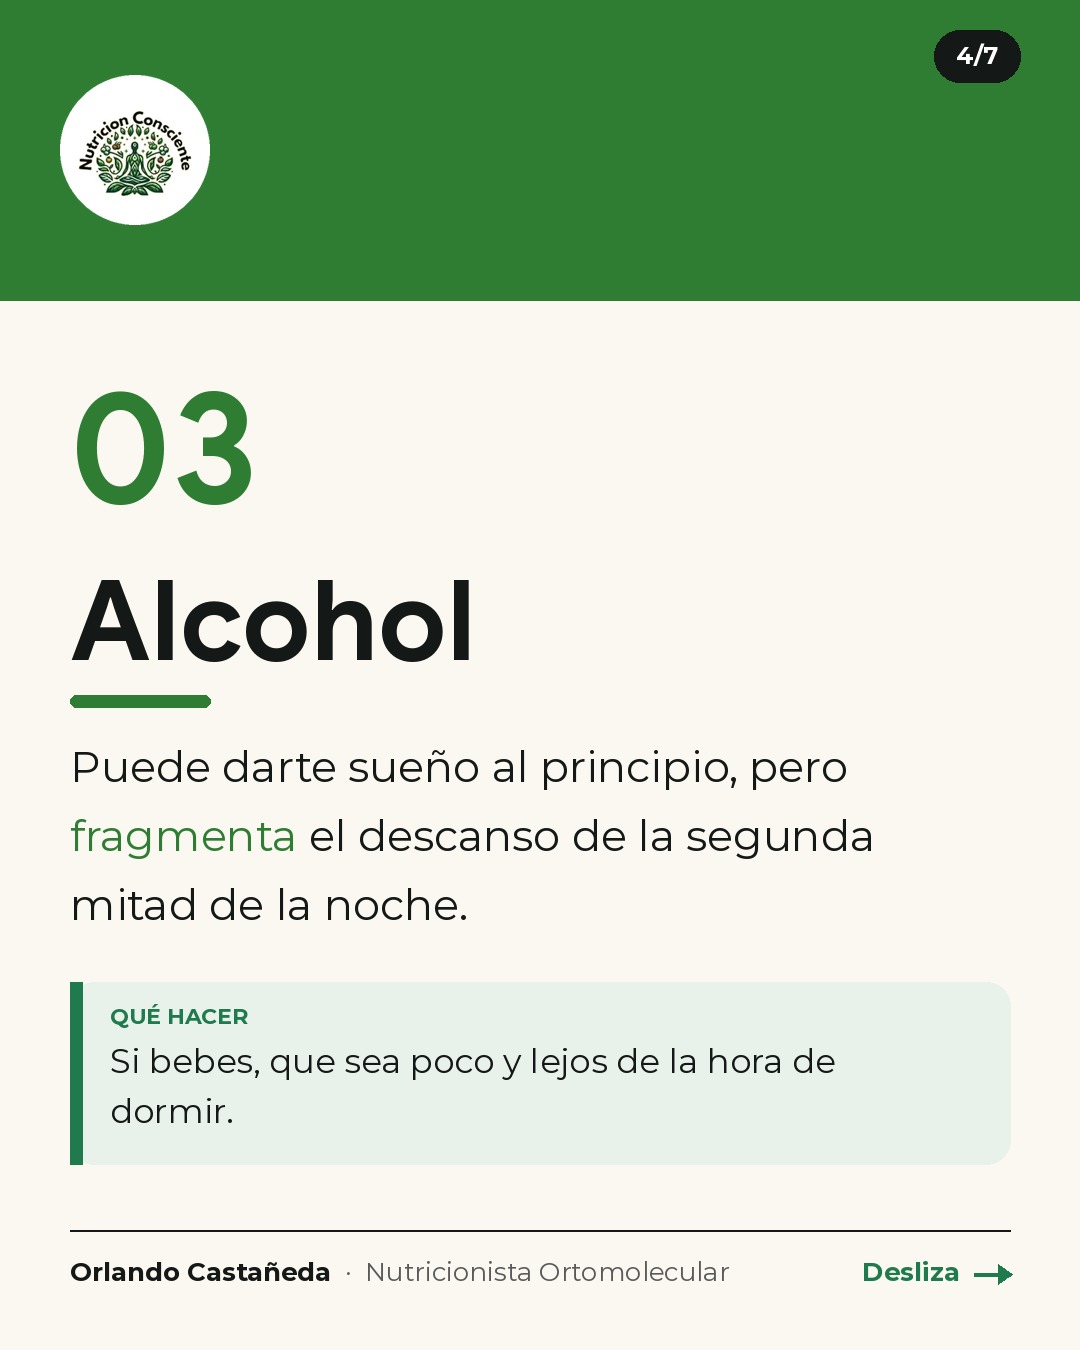 4/7
Nutricion Consciente
03
Alcohol
Puede darte sueño al principio, pero
fragmenta el descanso de la segunda
mitad de la noche.
QUÉ HACER
Si bebes, que sea poco y lejos de la hora de
dormir.
Orlando Castañeda · Nutricionista Ortomolecular
Desliza